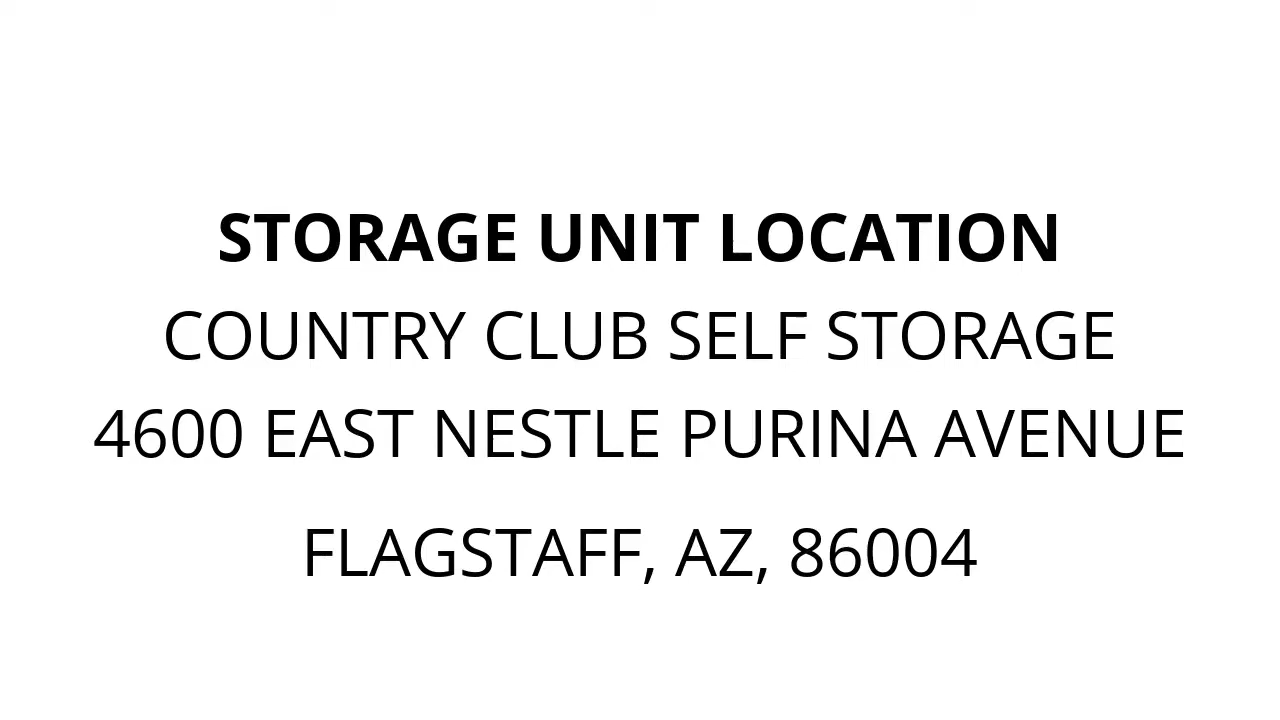 STORAGE UNIT LOCATION
COUNTRY CLUB SELF STORAGE
4600 EAST NESTLE PURINA AVENUE
FLAGSTAFF, AZ, 86004